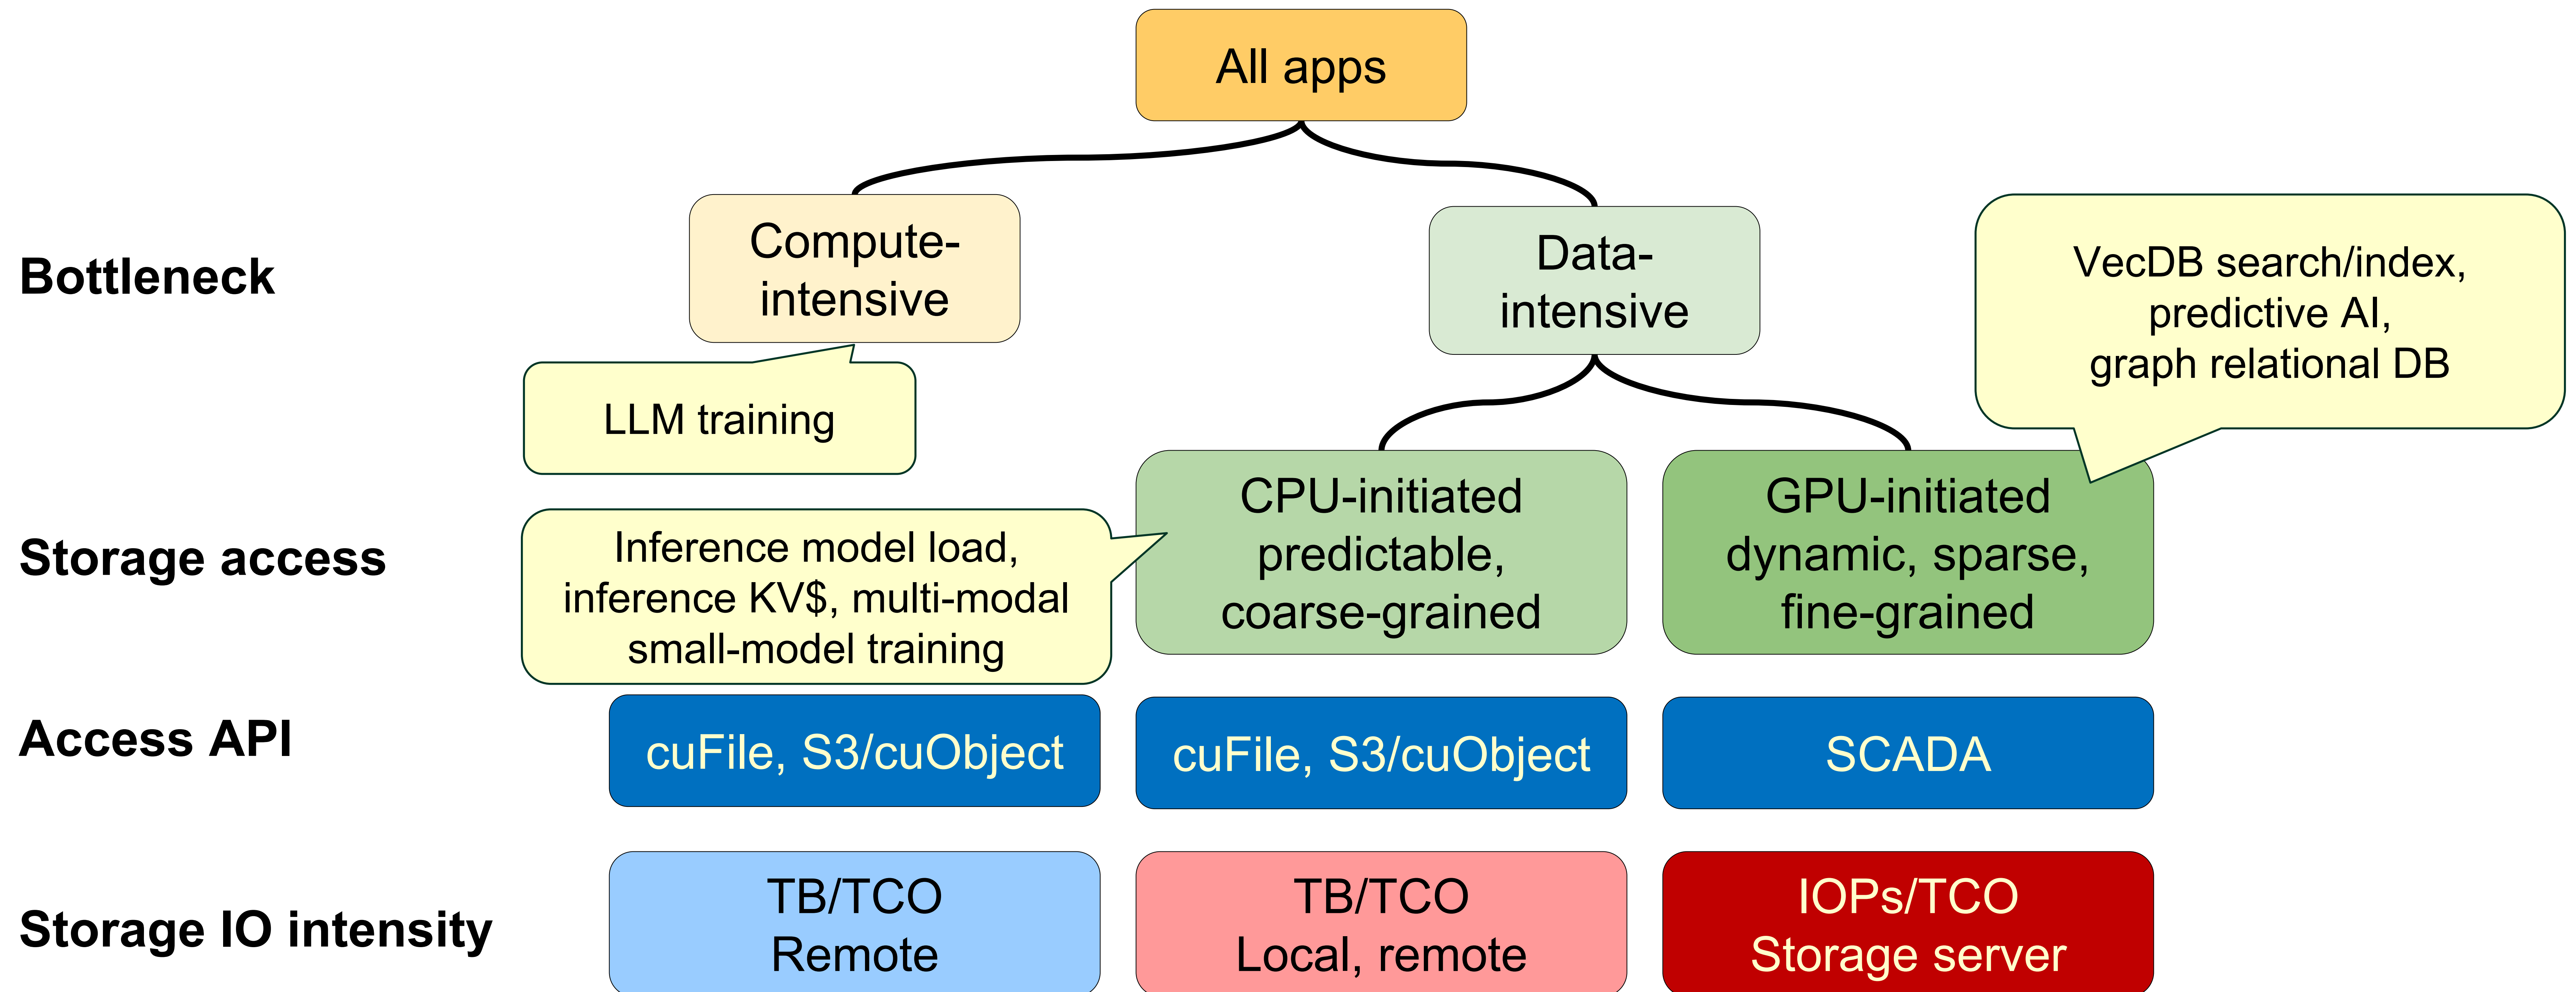 All apps
Bottleneck
Compute-
intensive
Data-
intensive
VecDB search/index,
predictive AI,
graph relational DB
LLM training
Storage access
Inference model load,
inference KV$, multi-modal
small-model training
CPU-initiated
predictable,
coarse-grained
GPU-initiated
dynamic, sparse,
fine-grained
Access API
cuFile, S3/cuObject
cuFile, S3/cuObject
SCADA
Storage IO intensity
TB/TCO
Remote
TB/TCO
Local, remote
IOPs/TCO
Storage server